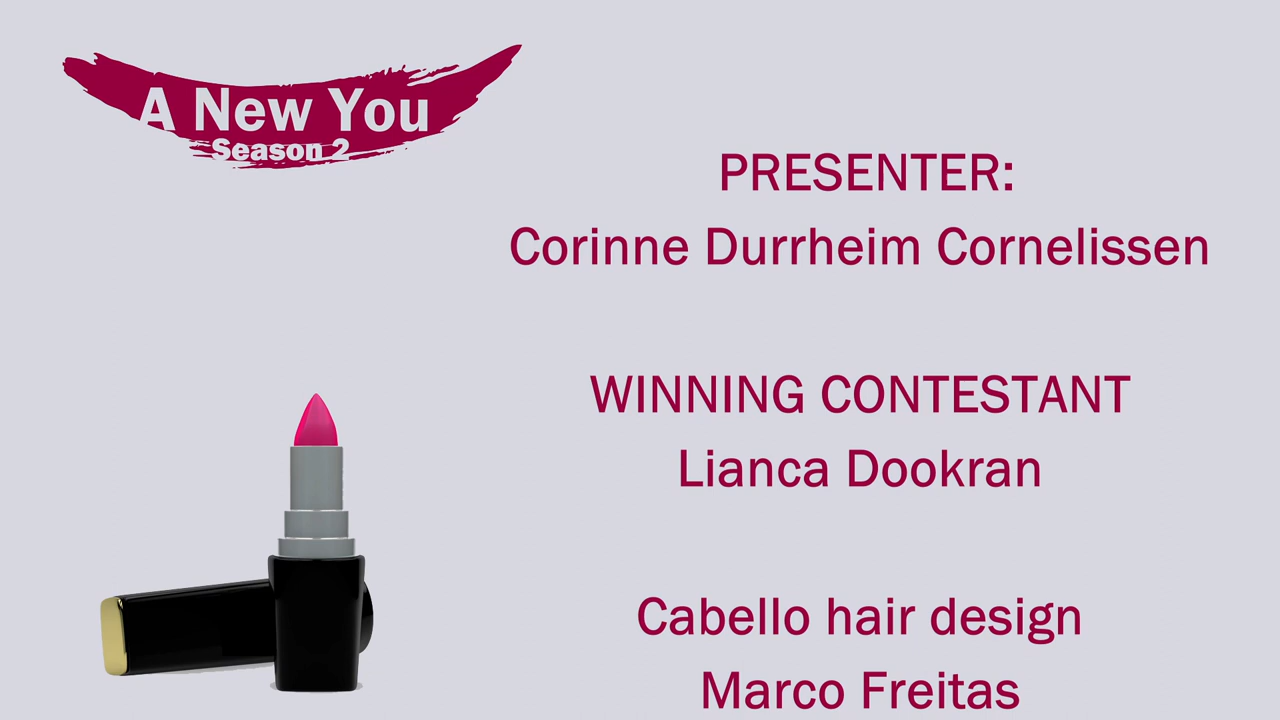 A New You
Season 2
PRESENTER:
Corinne Durrheim Cornelissen
WINNING CONTESTANT
Lianca Dookran
Cabello hair design
Marco Freitas